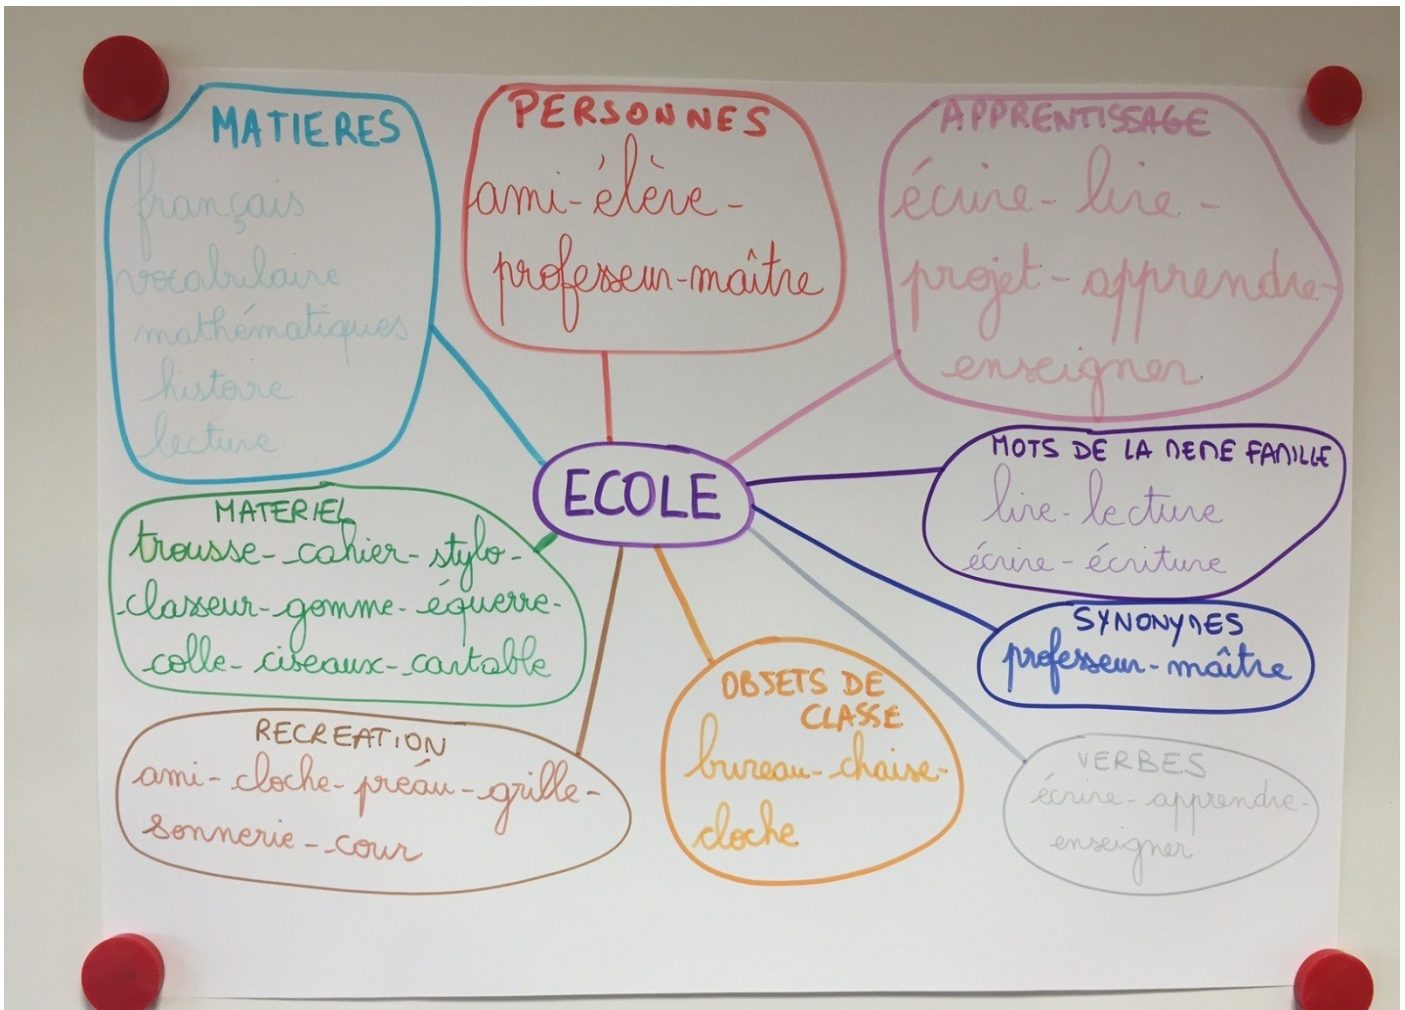 MATIERES
français
vocabulaire
mathématiques
histoire
lecture
PERSONNES
ami - élève -
professeur - maître
APPRENTISSAGE
écrire - lire -
projet - apprendre -
enseigner
ECOLE
MOTS DE LA MEME FAMILLE
lire - lecture
écrire - écriture
MATERIEL
trousse - cahier - stylo -
classeur - gomme - équerre -
colle - ciseaux - cartable
SYNONYMES
professeur - maître
RECREATION
ami - cloche - préau - grille -
sonnerie - cour
OBJETS DE
CLASSE
bureau - chaise -
cloche
VERBES
écrire - apprendre -
enseigner